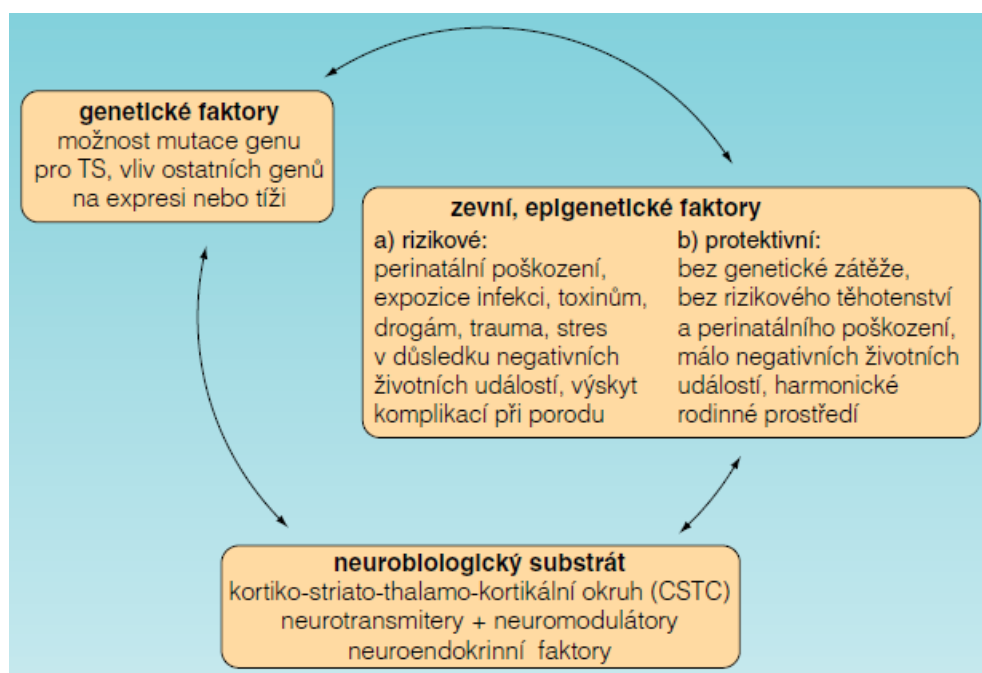 genetické faktory
možnost mutace genu
pro TS, vliv ostatních genů
na expresi nebo tíži
zevní, epigenetické faktory
a) rizikové:
perinatální poškození,
expozice infekci, toxinům,
drogám, trauma, stres
v důsledku negativních
životních událostí, výskyt
komplikací při porodu
b) protektivní:
bez genetické zátěže,
bez rizikového těhotenství
a perinatálního poškození,
málo negativních životních
událostí, harmonické
rodinné prostředí
neurobiologický substrát
kortiko-striato-thalamo-kortikální okruh (CSTC)
neurotransmitery + neuromodulátory
neuroendokrinní faktory